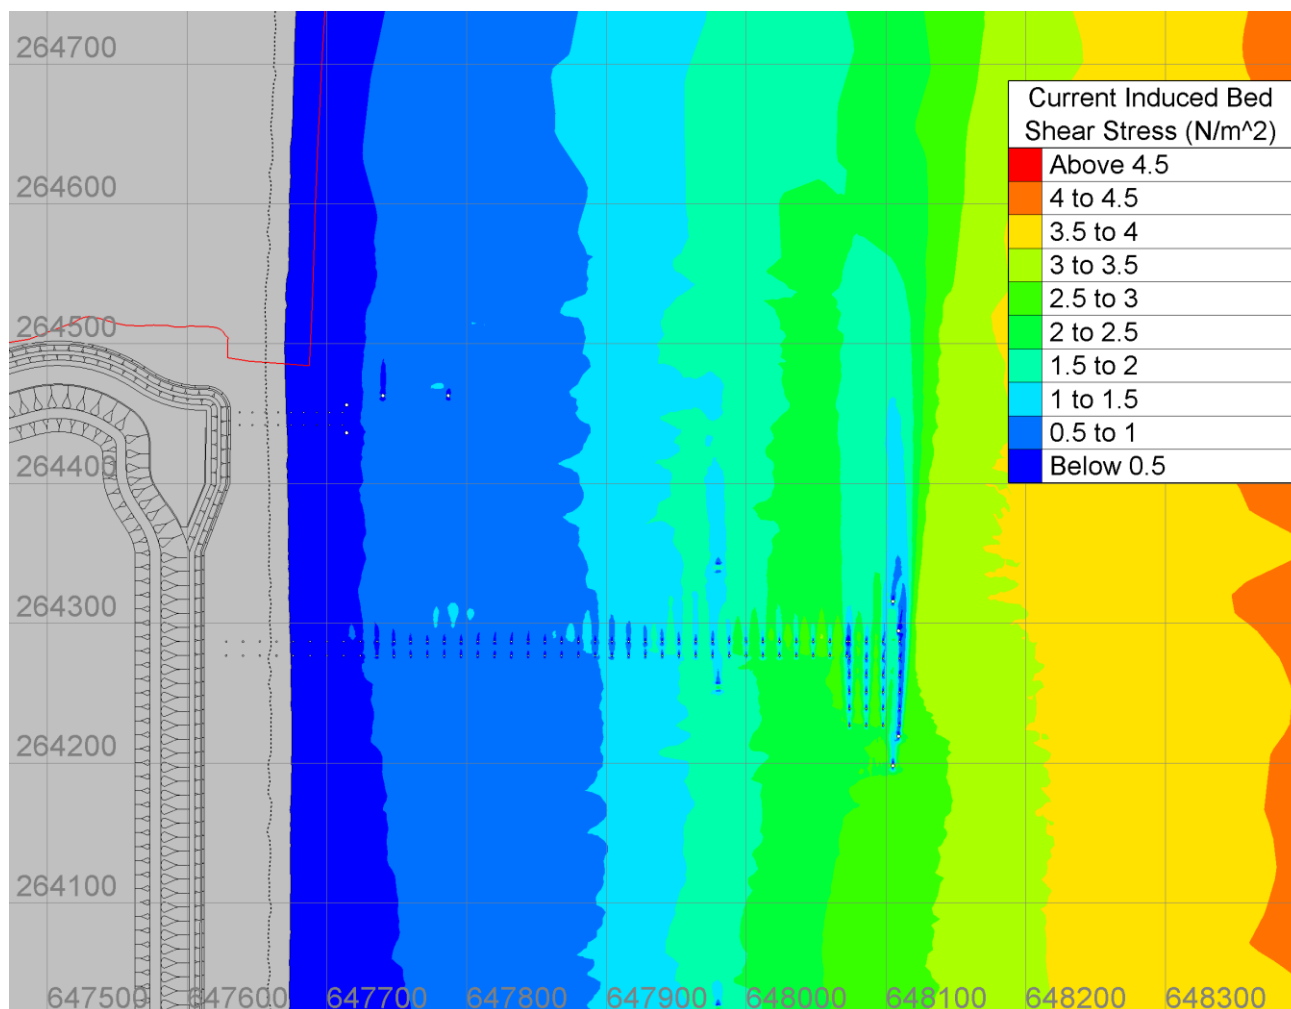 264700
Current Induced Bed
Shear Stress (N/m^2)
Above 4.5
4 to 4.5
264600
3.5 to 4
3 to 3.5
2.5 to 3
264500
2 to 2.5
1.5 to 2
1 to 1.5
0.5 to 1
264400
Below 0.5
264300
264200
264100
647500 647600 647700 647800 647900 648000 648100 648200 648300